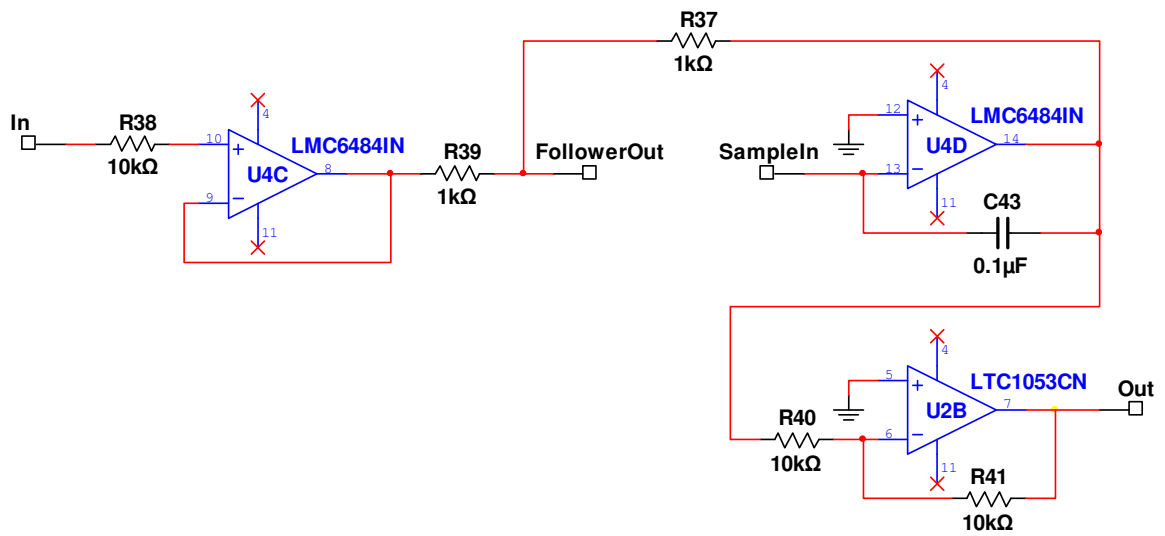 R37
1kΩ
In
R38
10kΩ
10
9
4
11
8
+
−
U4C
LMC6484IN
R39
1kΩ
FollowerOut
SampleIn
12
13
4
11
14
+
−
U4D
LMC6484IN
C43
0.1µF
R40
10kΩ
5
6
4
11
7
+
−
U2B
LTC1053CN
Out
R41
10kΩ